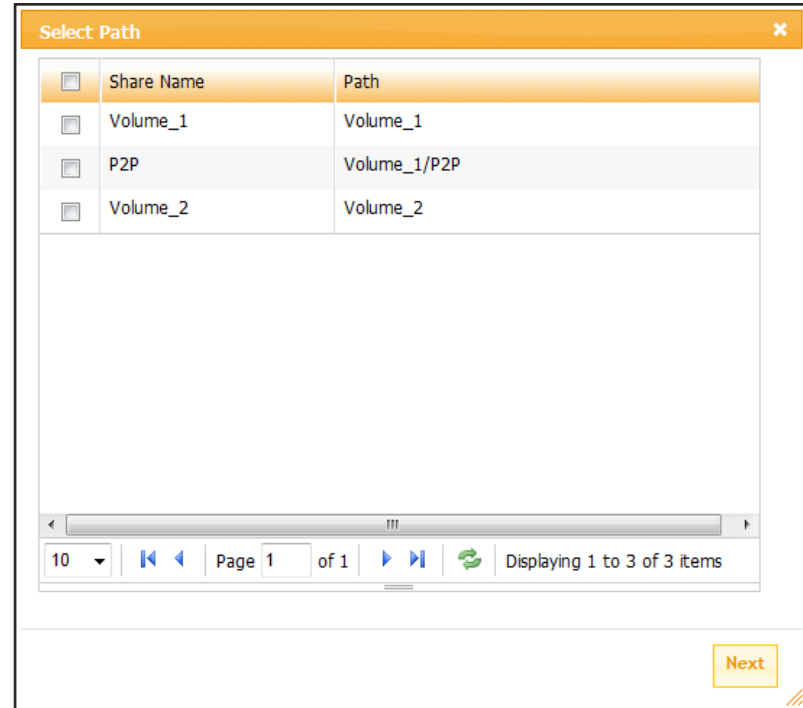 Select Path
Share Name Path
Volume_1 Volume_1
P2P Volume_1/P2P
Volume_2 Volume_2
10 Page 1 of 1 Displaying 1 to 3 of 3 items
Next